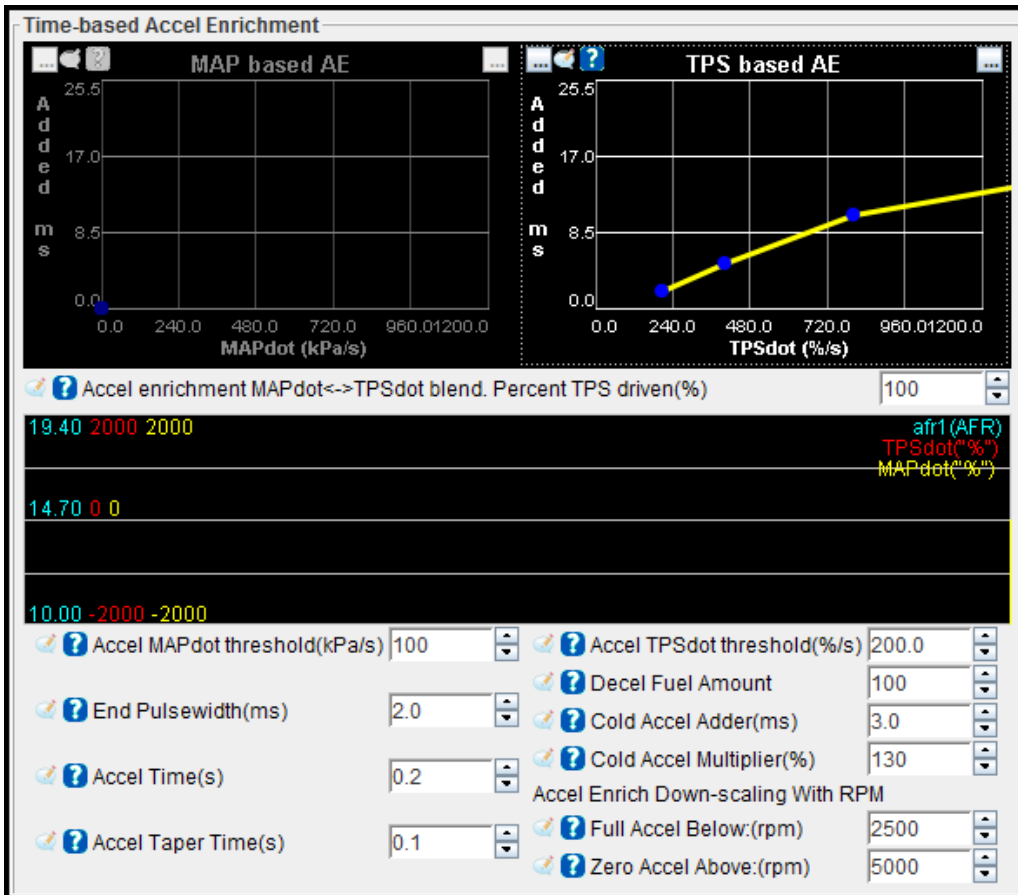 Time-based Accel Enrichment
... ? MAP based AE ...
25.5
17.0
8.5
0.0
Added ms
0.0 240.0 480.0 720.0 960.01200.0
MAPdot (kPa/s)
... ? TPS based AE ...
25.5
17.0
8.5
0.0
Added ms
0.0 240.0 480.0 720.0 960.01200.0
TPSdot (%/s)
? Accel enrichment MAPdot<->TPSdot blend. Percent TPS driven(%) 100
19.40 2000 2000 afr1(AFR)
TPSdot("%")
MAPdot("%")
14.70 0 0
10.00 -2000 -2000
? Accel MAPdot threshold(kPa/s) 100
? End Pulsewidth(ms) 2.0
? Accel Time(s) 0.2
? Accel Taper Time(s) 0.1
? Accel TPSdot threshold(%/s) 200.0
? Decel Fuel Amount 100
? Cold Accel Adder(ms) 3.0
? Cold Accel Multiplier(%) 130
Accel Enrich Down-scaling With RPM
? Full Accel Below:(rpm) 2500
? Zero Accel Above:(rpm) 5000